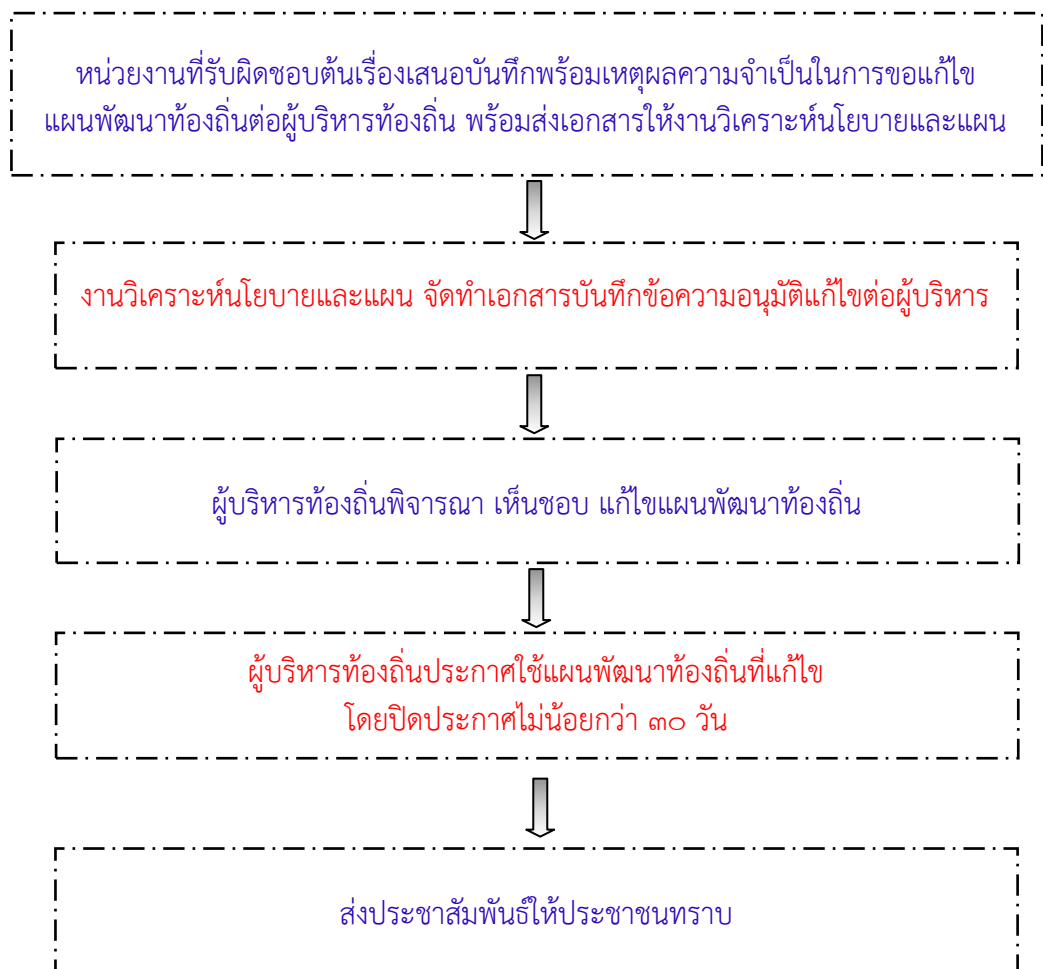 หน่วยงานที่รับผิดชอบต้นเรื่องเสนอบันทึกพร้อมเหตุผลความจำเป็นในการขอแก้ไข
แผนพัฒนาท้องถิ่นต่อผู้บริหารท้องถิ่น พร้อมส่งเอกสารให้งานวิเคราะห์นโยบายและแผน
งานวิเคราะห์นโยบายและแผน จัดทำเอกสารบันทึกข้อความอนุมัติแก้ไขต่อผู้บริหาร
ผู้บริหารท้องถิ่นพิจารณา เห็นชอบ แก้ไขแผนพัฒนาท้องถิ่น
ผู้บริหารท้องถิ่นประกาศใช้แผนพัฒนาท้องถิ่นที่แก้ไข
โดยปิดประกาศไม่น้อยกว่า ๓๐ วัน
ส่งประชาสัมพันธ์ให้ประชาชนทราบ